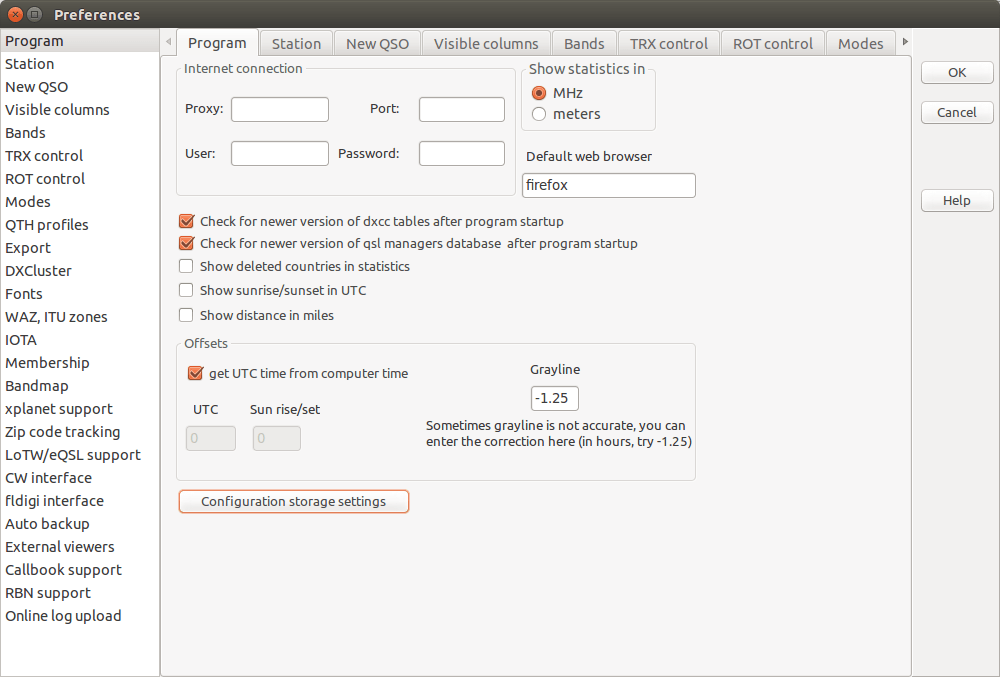 Preferences
Program
Station
New QSO
Visible columns
Bands
TRX control
ROT control
Modes
QTH profiles
Export
DXCluster
Fonts
WAZ, ITU zones
IOTA
Membership
Bandmap
xplanet support
Zip code tracking
LoTW/eQSL support
CW interface
fldigi interface
Auto backup
External viewers
Callbook support
RBN support
Online log upload
Program Station New QSO Visible columns Bands TRX control ROT control Modes
Internet connection
Proxy: Port:
User: Password:
Show statistics in
MHz
meters
Default web browser
firefox
Check for newer version of dxcc tables after program startup
Check for newer version of qsl managers database  after program startup
Show deleted countries in statistics
Show sunrise/sunset in UTC
Show distance in miles
Offsets
get UTC time from computer time
UTC Sun rise/set
0 0
Grayline
-1.25
Sometimes grayline is not accurate, you can
enter the correction here (in hours, try -1.25)
Configuration storage settings
OK
Cancel
Help